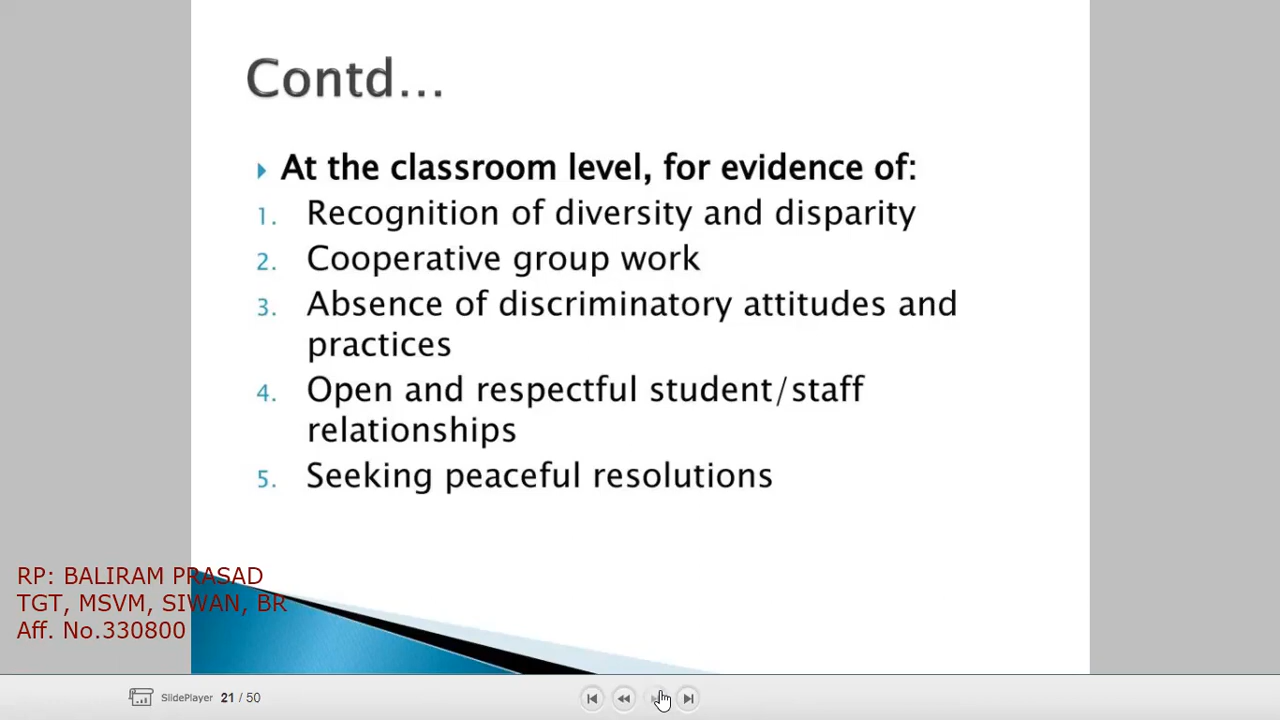 Contd...
At the classroom level, for evidence of:
1. Recognition of diversity and disparity
2. Cooperative group work
3. Absence of discriminatory attitudes and
practices
4. Open and respectful student/staff
relationships
5. Seeking peaceful resolutions
RP: BALIRAM PRASAD
TGT, MSVM, SIWAN, BR
Aff. No.330800
SlidePlayer 21 / 50